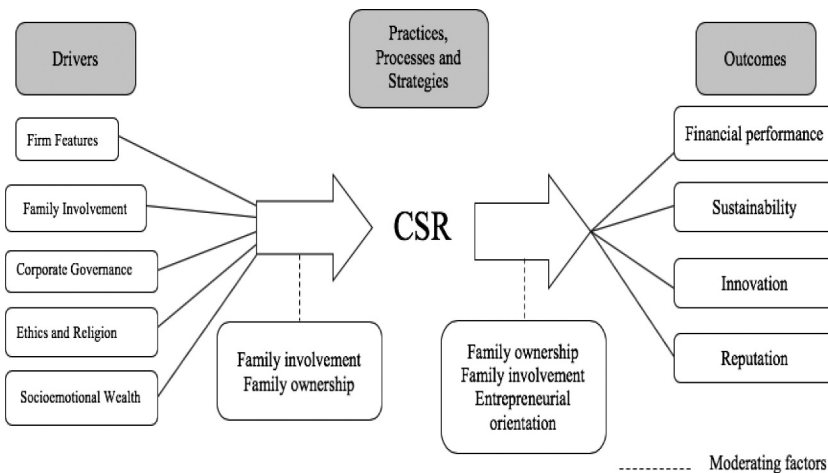 Drivers
Practices,
Processes and
Strategies
Outcomes
Firm Features
Family Involvement
Corporate Governance
Ethics and Religion
Socioemotional Wealth
CSR
Family involvement
Family ownership
Family ownership
Family involvement
Entrepreneurial
orientation
Financial performance
Sustainability
Innovation
Reputation
Moderating factors